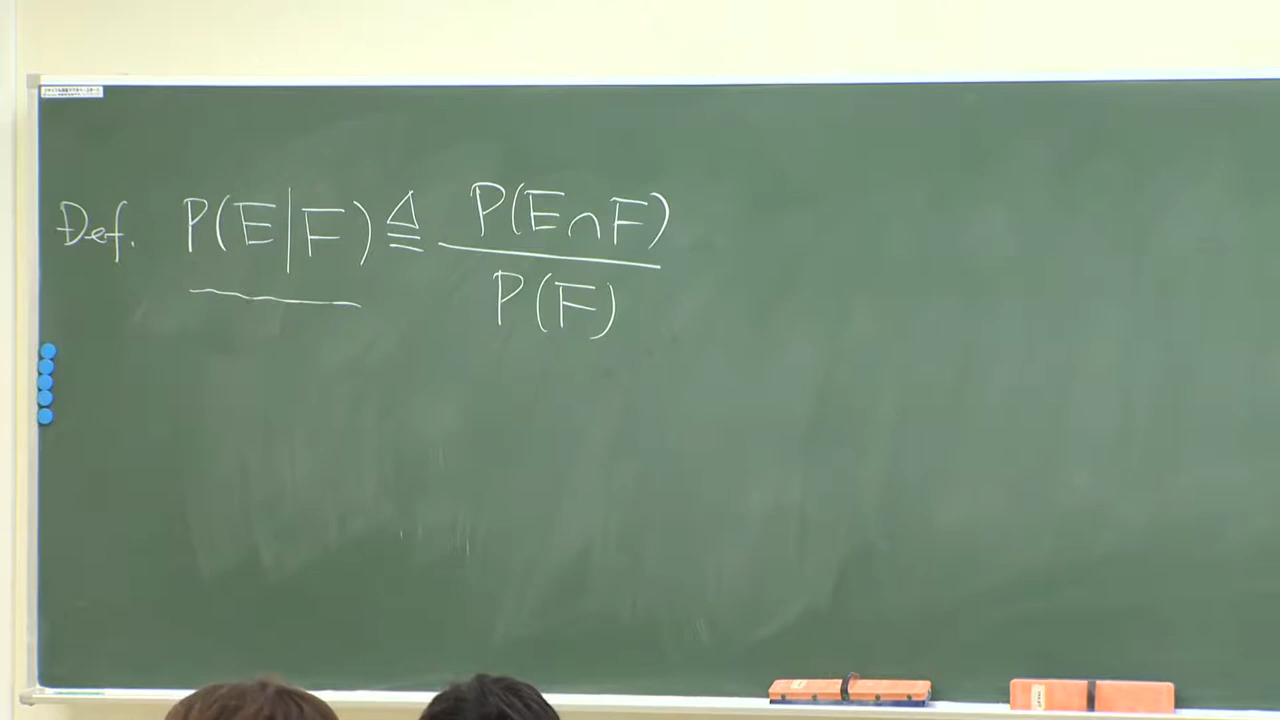 Def. P(E|F) ≜ P(E∩F) / P(F)